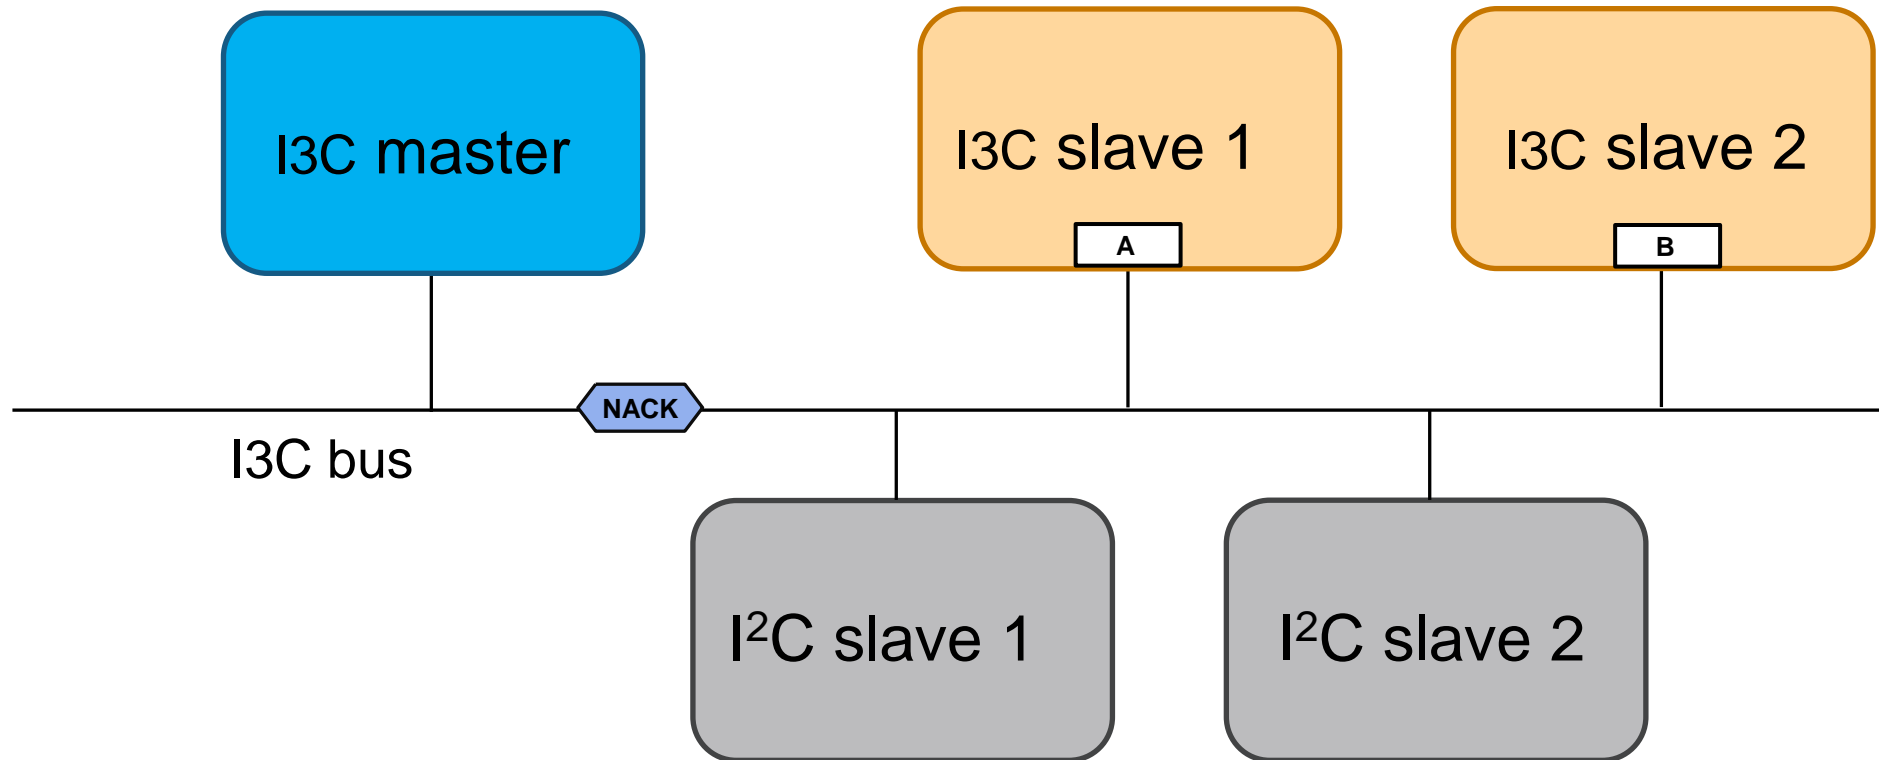 I3C master
I3C slave 1
I3C slave 2
A
B
NACK
I3C bus
I²C slave 1
I²C slave 2